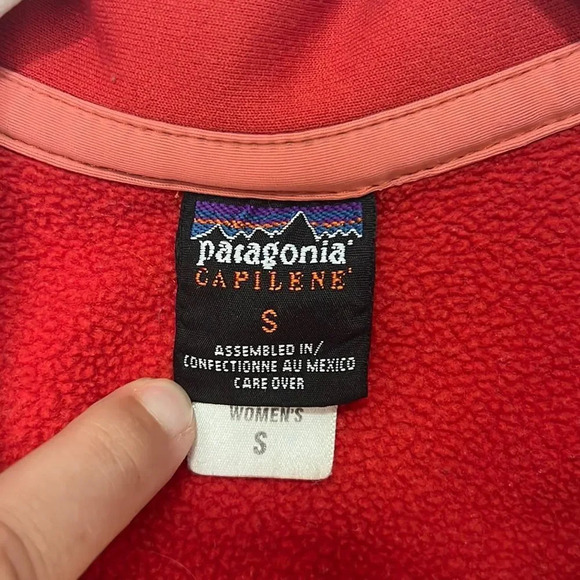 patagonia®
CAPILENE®
S
ASSEMBLED IN/
CONFECTIONNE AU MEXICO
CARE OVER
WOMEN'S
S